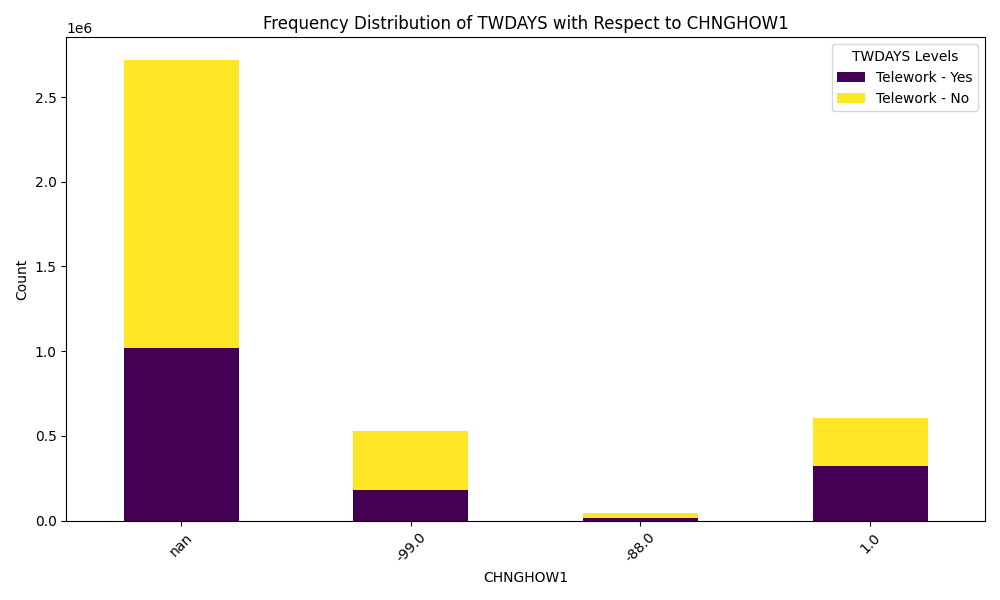 Frequency Distribution of TWDAYS with Respect to CHNGHOW1
1e6
TWDAYS Levels
Telework - Yes
Telework - No
2.5
2.0
1.5
1.0
0.5
0.0
Count
nan
-99.0
-88.0
1.0
CHNGHOW1